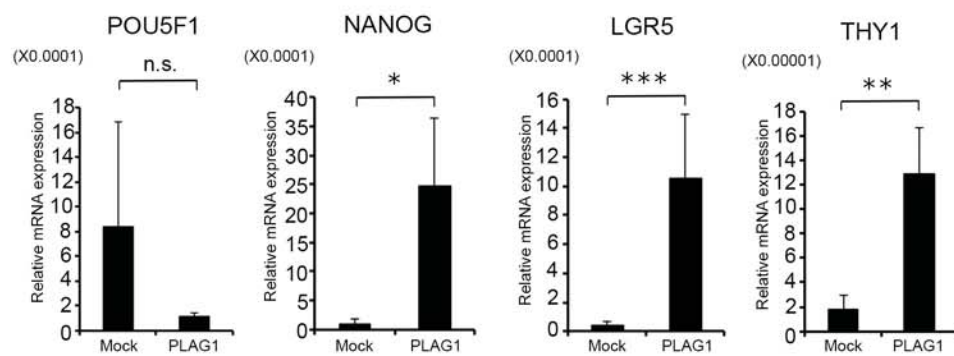 POU5F1
(X0.0001)
n.s.
Relative mRNA expression
18
16
14
12
10
8
6
4
2
0
Mock PLAG1
NANOG
(X0.0001)
*
Relative mRNA expression
40
35
30
25
20
15
10
5
0
Mock PLAG1
LGR5
(X0.0001)
***
Relative mRNA expression
16
14
12
10
8
6
4
2
0
Mock PLAG1
THY1
(X0.00001)
**
Relative mRNA expression
18
16
14
12
10
8
6
4
2
0
Mock PLAG1